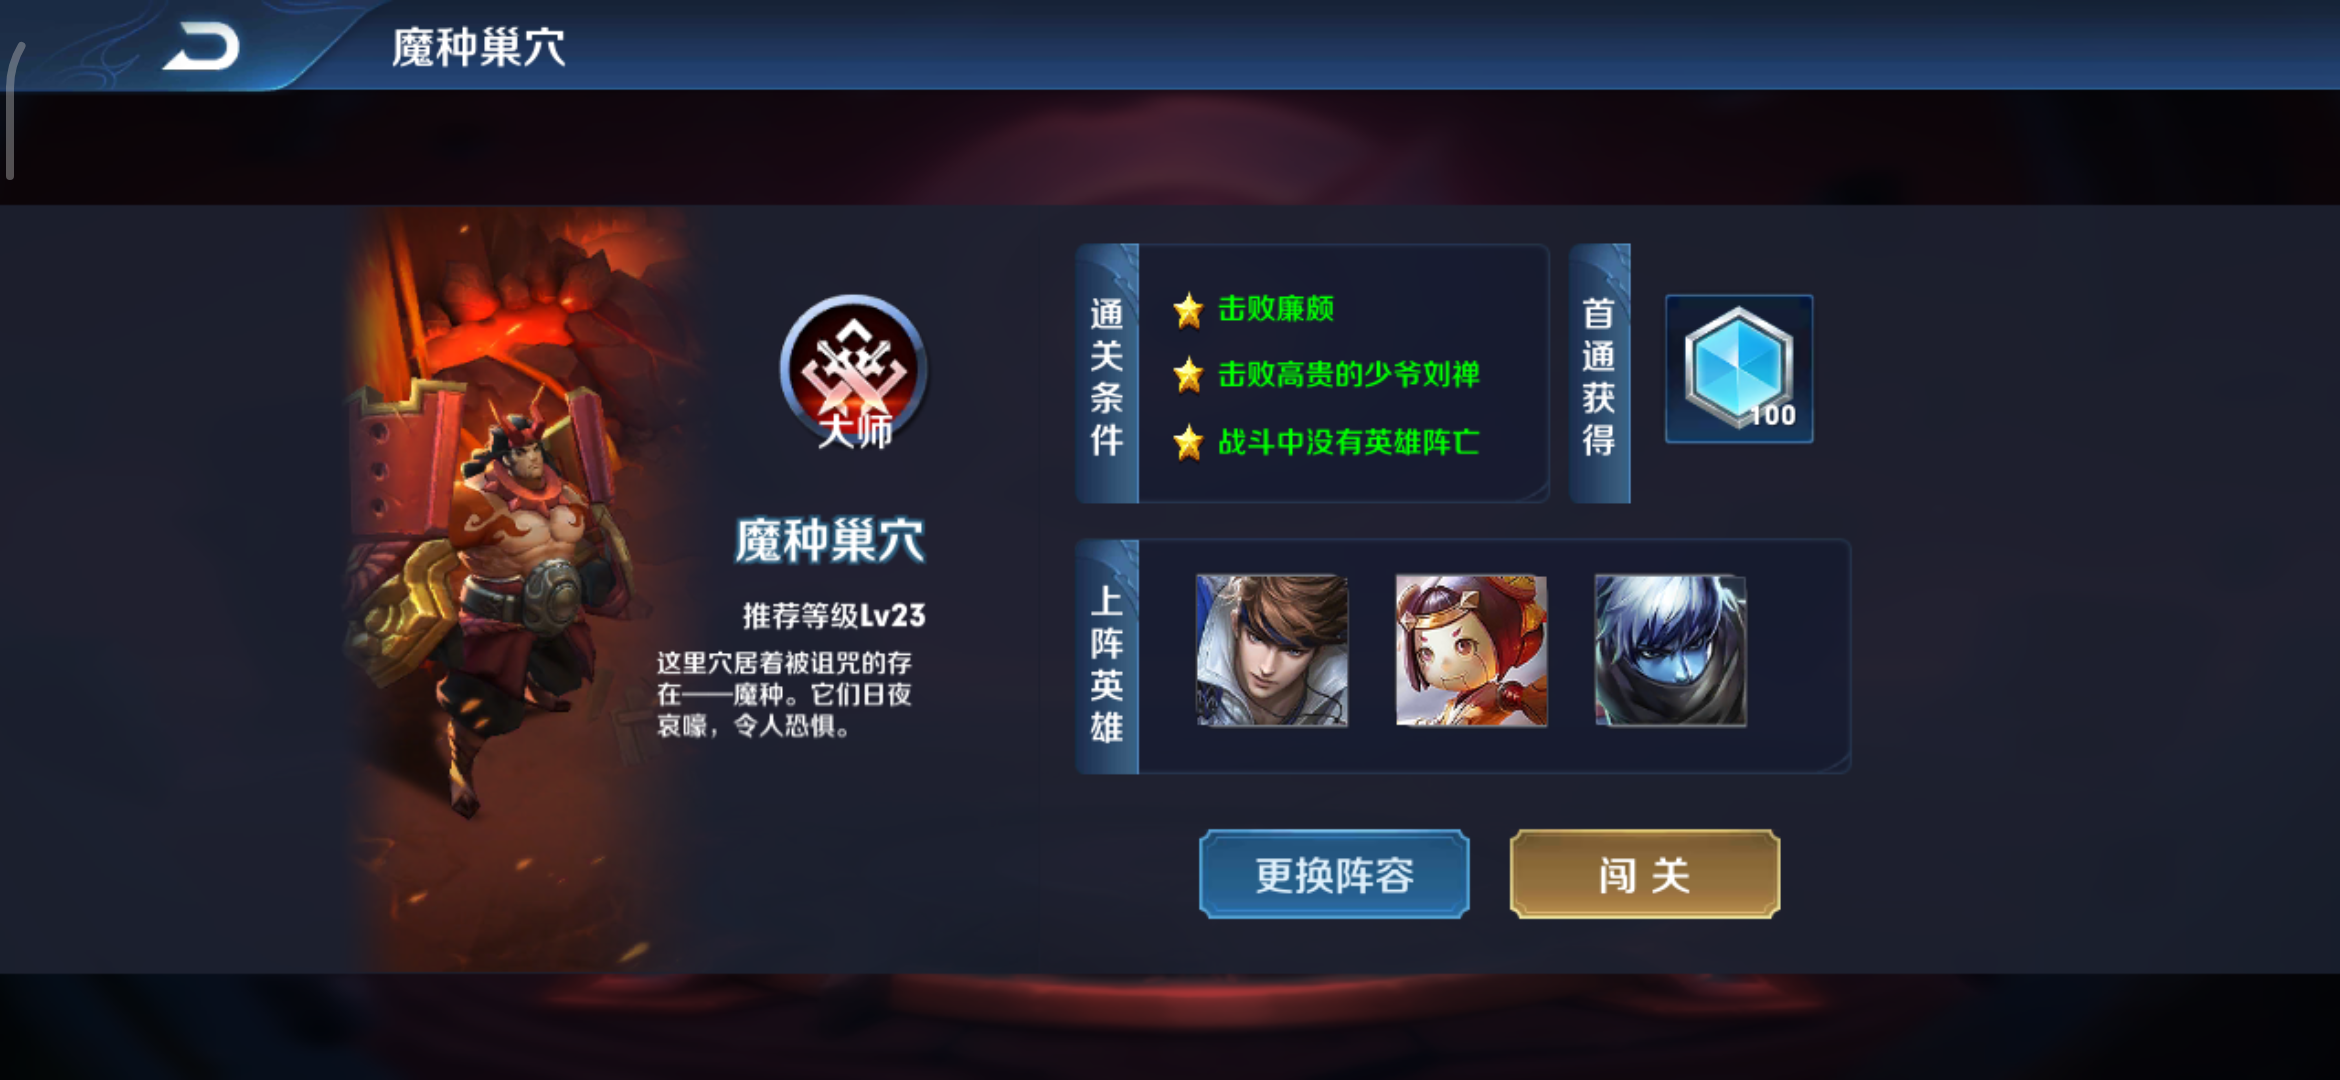 魔种巢穴
大师
魔种巢穴
推荐等级Lv23
这里穴居着被诅咒的存
在——魔种。它们日夜
哀嚎，令人恐惧。
通关条件
击败廉颇
击败高贵的少爷刘禅
战斗中没有英雄阵亡
首通获得
100
上阵英雄
更换阵容
闯关